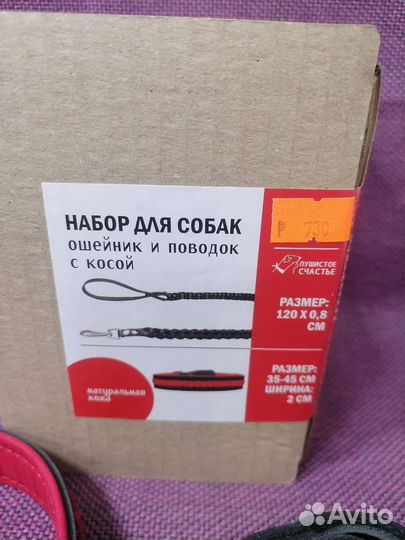 НАБОР ДЛЯ СОБАК
ошейник и поводок
с косой
₽ 790
ПУШИСТОЕ
СЧАСТЬЕ
РАЗМЕР:
120 Х 0,8
СМ
РАЗМЕР:
35-45 СМ
ШИРИНА:
2 СМ
натуральная
кожа
Avito